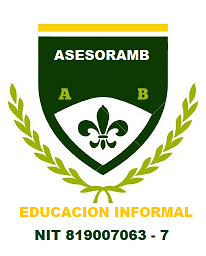 ASESORAMB
A B
EDUCACION INFORMAL
NIT 819007063 - 7